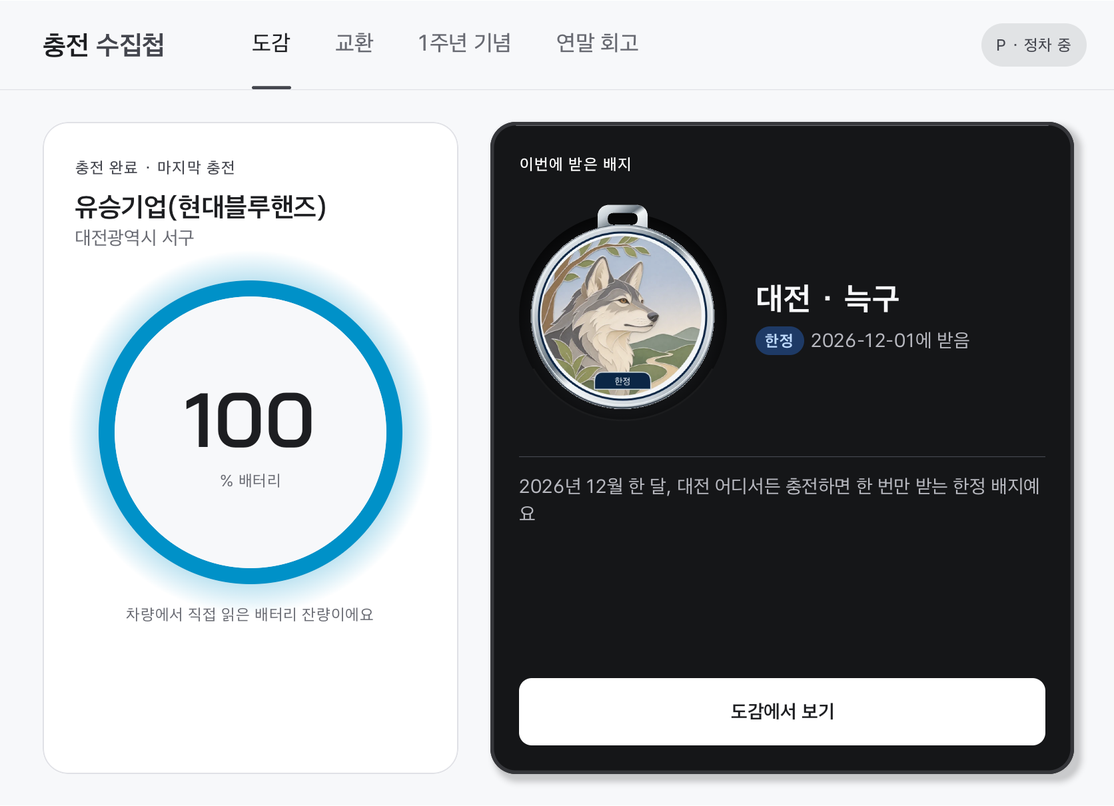 충전 수집첩
도감
교환
1주년 기념
연말 회고
P · 정차 중
충전 완료 · 마지막 충전
유승기업(현대블루핸즈)
대전광역시 서구
100
% 배터리
차량에서 직접 읽은 배터리 잔량이에요
이번에 받은 배지
한정
대전 · 늑구
한정 2026-12-01에 받음
2026년 12월 한 달, 대전 어디서든 충전하면 한 번만 받는 한정 배지예
요
도감에서 보기